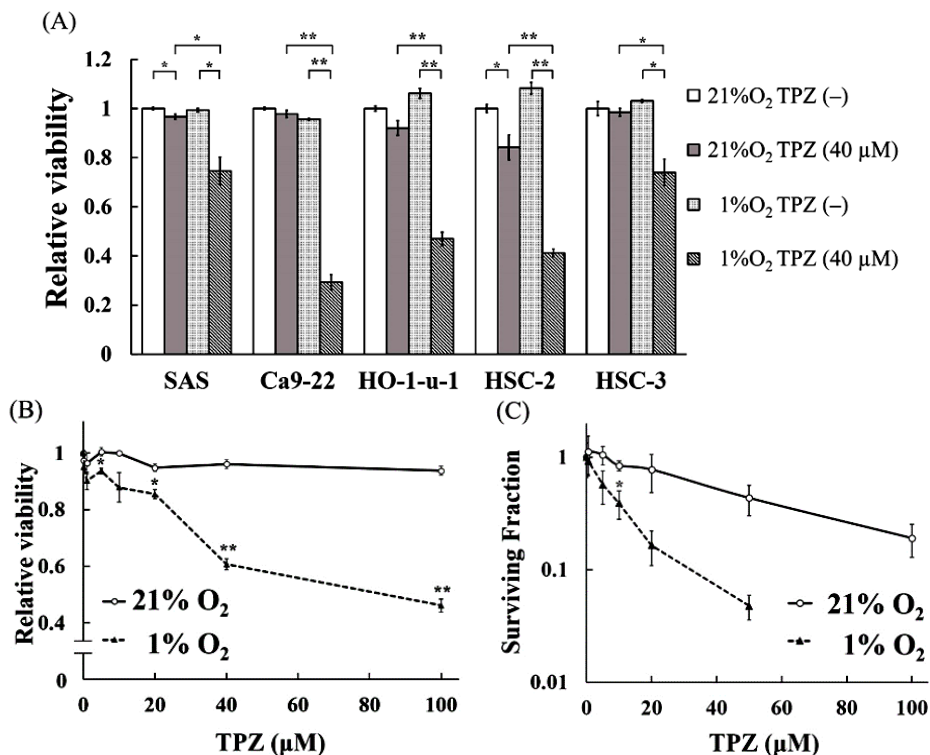 (A)
* ** ** ** *
* * ** ** * ** *
1.2
1
0.8
0.6
0.4
0.2
0
Relative viability
SAS Ca9-22 HO-1-u-1 HSC-2 HSC-3
21%O₂ TPZ (–)
21%O₂ TPZ (40 μM)
1%O₂ TPZ (–)
1%O₂ TPZ (40 μM)
(B)
1
0.8
0.6
0.4
0
Relative viability
* *
**
**
21% O₂
1% O₂
0 20 40 60 80 100
TPZ (μM)
(C)
1
0.1
0.01
Surviving Fraction
*
21% O₂
1% O₂
0 20 40 60 80 100
TPZ (μM)